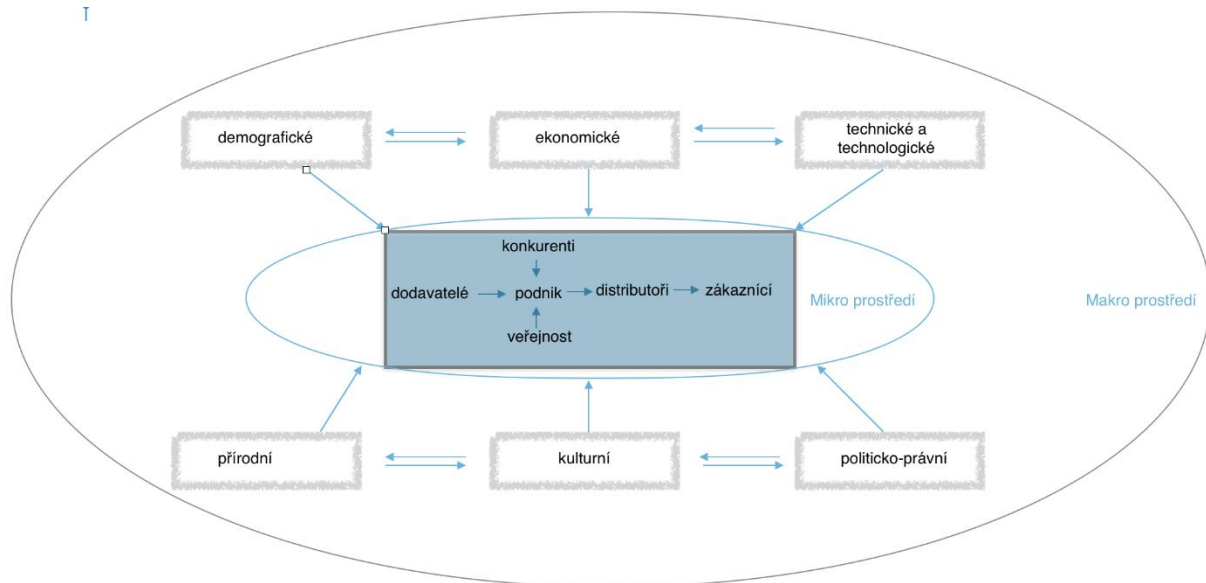 demografické
ekonomické
technické a
technologické
konkurenti
dodavatelé
podnik
distributoři
zákazníci
veřejnost
Mikro prostředí
Makro prostředí
přírodní
kulturní
politicko-právní